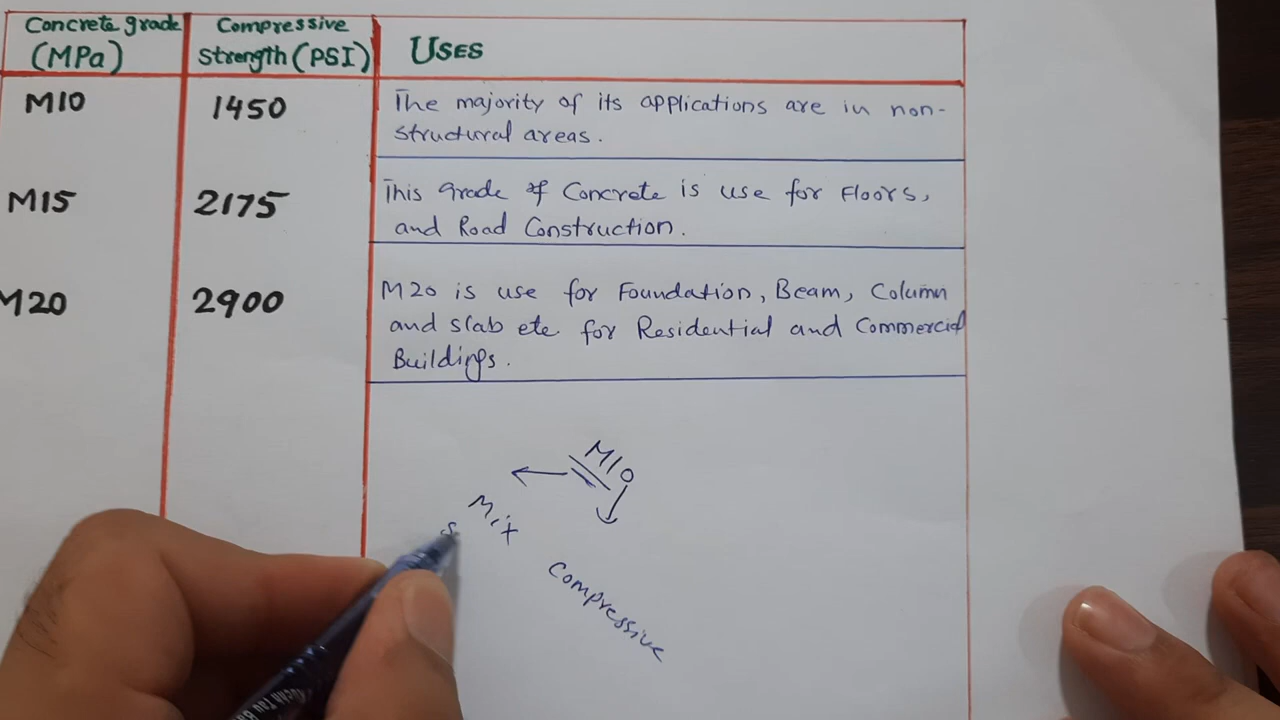 Concrete grade
(MPa)
Compressive
Strength (PSI)
USES
M10
1450
The majority of its applications are in non-
structural areas.
M15
2175
This Grade of Concrete is use for Floors,
and Road Construction.
M20
2900
M20 is use for Foundation, Beam, Column
and slab etc for Residential and Commercial
Buildings.
M10
Mix
S
Compressive